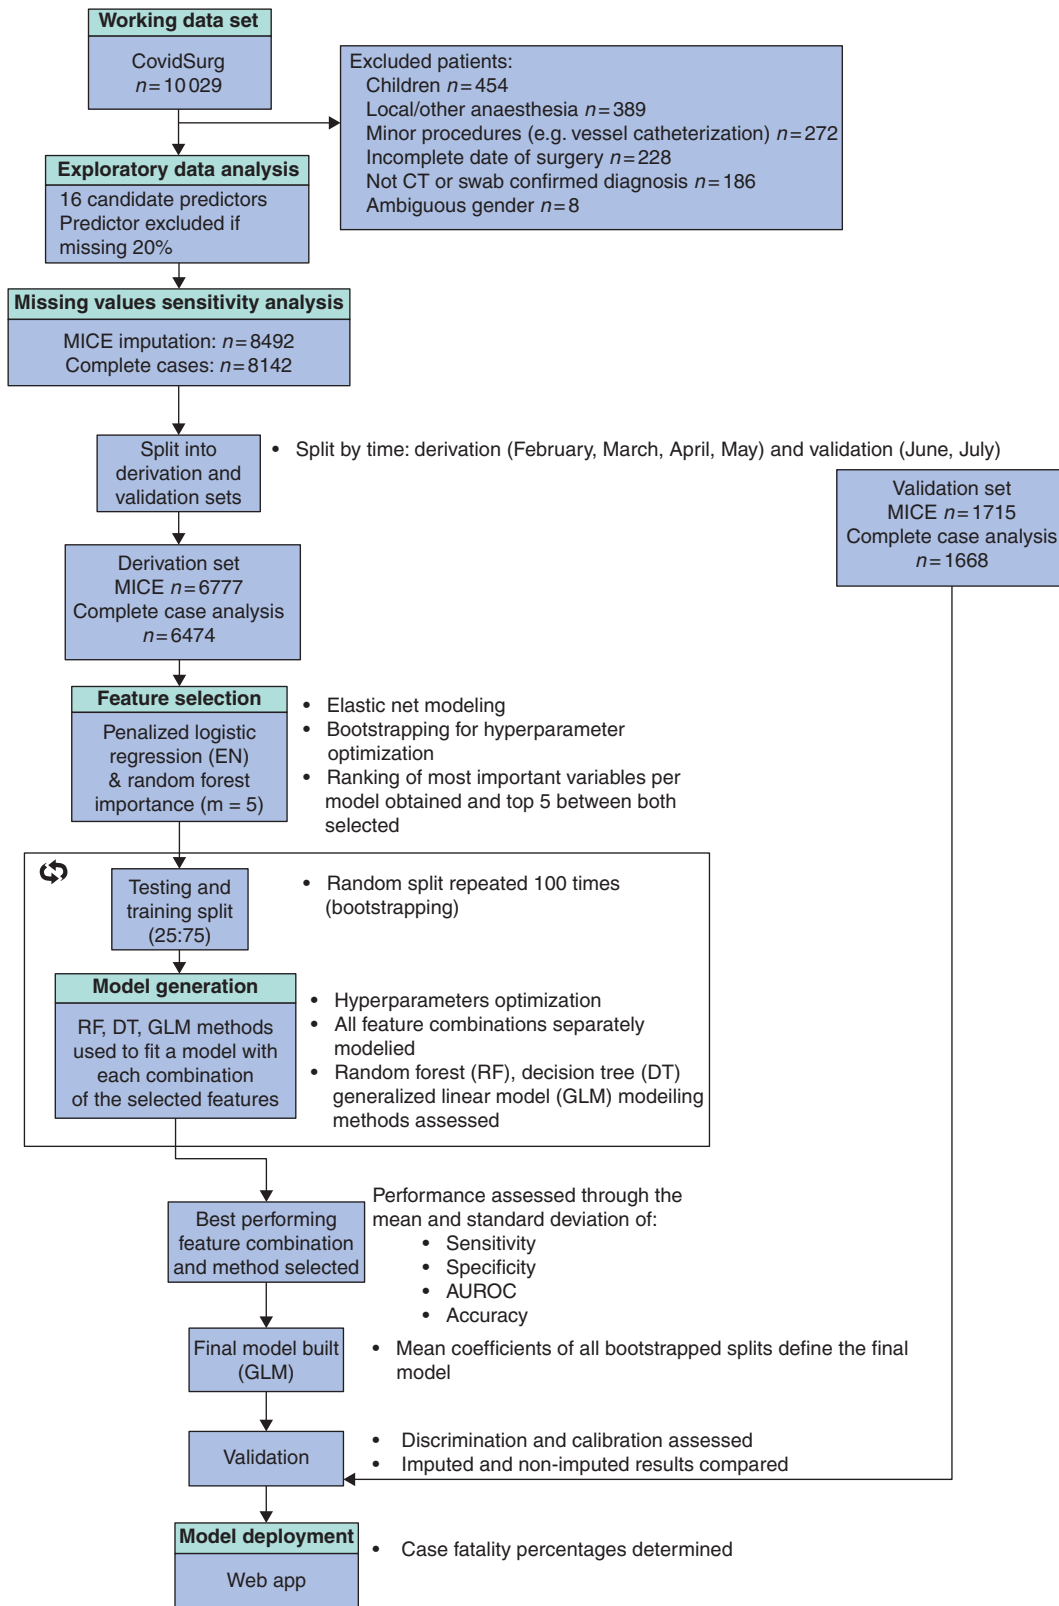 Working data set
CovidSurg
n=10 029
Excluded patients:
Children n=454
Local/other anaesthesia n=389
Minor procedures (e.g. vessel catheterization) n=272
Incomplete date of surgery n=228
Not CT or swab confirmed diagnosis n=186
Ambiguous gender n=8
Exploratory data analysis
16 candidate predictors
Predictor excluded if
missing 20%
Missing values sensitivity analysis
MICE imputation: n=8492
Complete cases: n=8142
Split into
derivation and
validation sets
• Split by time: derivation (February, March, April, May) and validation (June, July)
Validation set
MICE n=1715
Complete case analysis
n=1668
Derivation set
MICE n=6777
Complete case analysis
n=6474
Feature selection
Penalized logistic
regression (EN)
& random forest
importance (m = 5)
• Elastic net modeling
• Bootstrapping for hyperparameter
optimization
• Ranking of most important variables per
model obtained and top 5 between both
selected
Testing and
training split
(25:75)
• Random split repeated 100 times
(bootstrapping)
Model generation
RF, DT, GLM methods
used to fit a model with
each combination
of the selected features
• Hyperparameters optimization
• All feature combinations separately
modelied
• Random forest (RF), decision tree (DT)
generalized linear model (GLM) modeiling
methods assessed
Best performing
feature combination
and method selected
Performance assessed through the
mean and standard deviation of:
• Sensitivity
• Specificity
• AUROC
• Accuracy
Final model built
(GLM)
• Mean coefficients of all bootstrapped splits define the final
model
Validation
• Discrimination and calibration assessed
• Imputed and non-imputed results compared
Model deployment
Web app
• Case fatality percentages determined